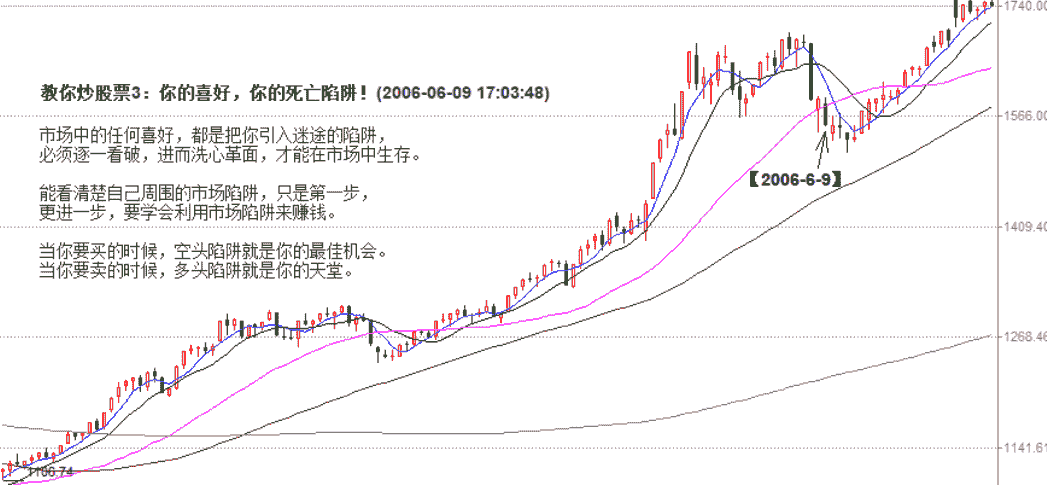 1740.00
教你炒股票3：你的喜好，你的死亡陷阱！(2006-06-09 17:03:48)
1566.00
市场中的任何喜好，都是把你引入迷途的陷阱，
必须逐一看破，进而洗心革面，才能在市场中生存。
【2006-6-9】
能看清楚自己周围的市场陷阱，只是第一步，
更进一步，要学会利用市场陷阱来赚钱。
1409.40
当你要买的时候，空头陷阱就是你的最佳机会。
当你要卖的时候，多头陷阱就是你的天堂。
1268.46
1141.61